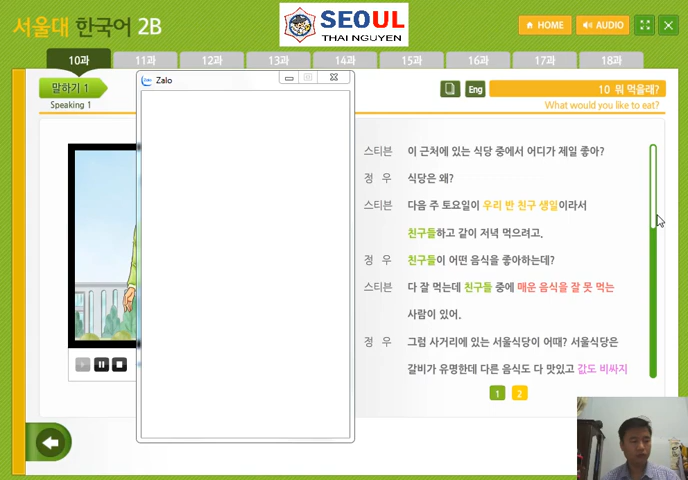 서울대 한국어 2B
SEOUL
THAI NGUYEN
HOME
AUDIO
10과
11과
12과
13과
14과
15과
16과
17과
18과
말하기 1
Speaking 1
Zalo
Eng
10 뭐 먹을래?
What would you like to eat?
스티븐 이 근처에 있는 식당 중에서 어디가 제일 좋아?
정 우 식당은 왜?
스티븐 다음 주 토요일이 우리 반 친구 생일이라서
친구들하고 같이 저녁 먹으려고.
정 우 친구들이 어떤 음식을 좋아하는데?
스티븐 다 잘 먹는데 친구들 중에 매운 음식을 잘 못 먹는
사람이 있어.
정 우 그럼 사거리에 있는 서울식당이 어때? 서울식당은
갈비가 유명한데 다른 음식도 다 맛있고 값도 비싸지
1 2